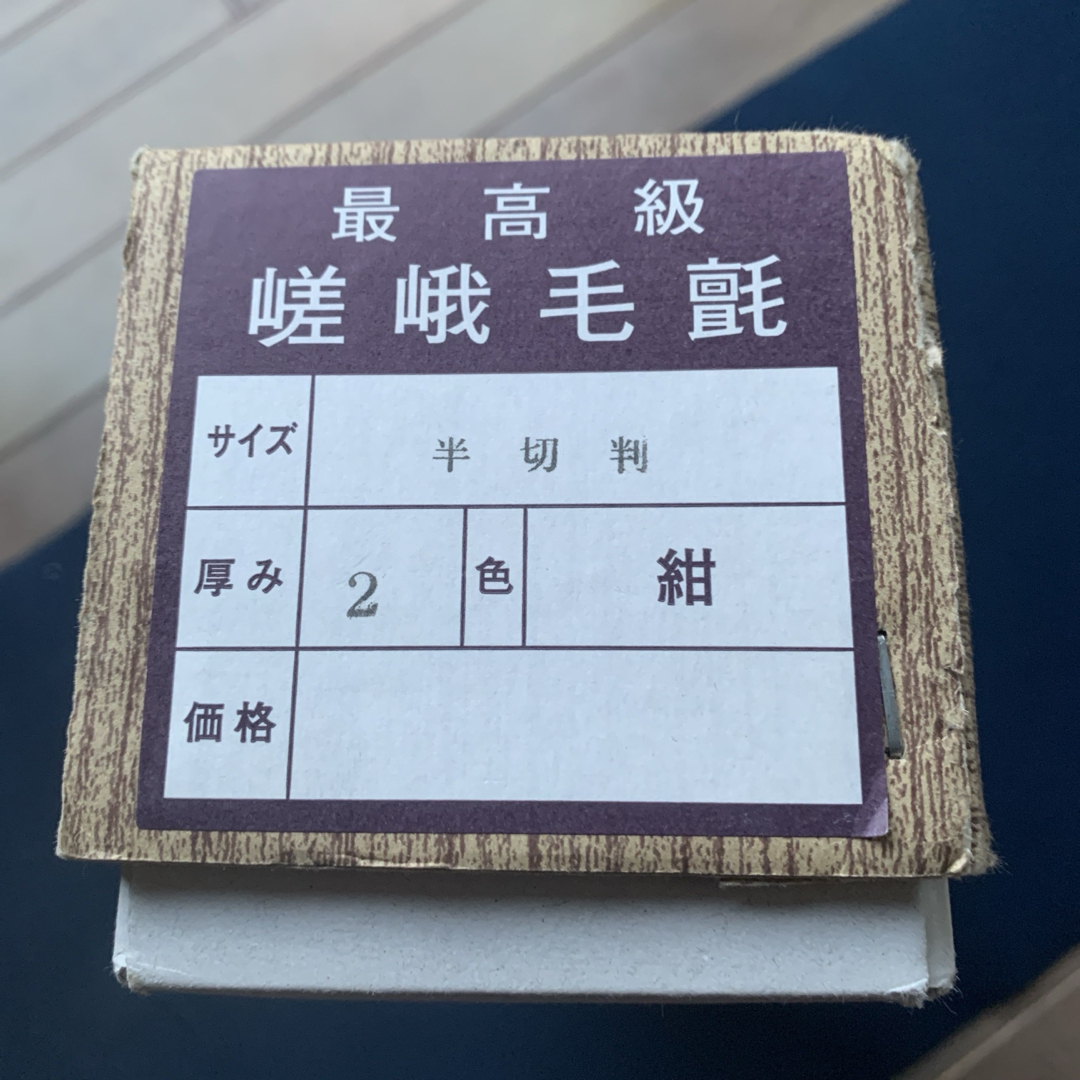 最高級
嵯峨毛氈
サイズ 半切判
厚み 2 色 紺
価格